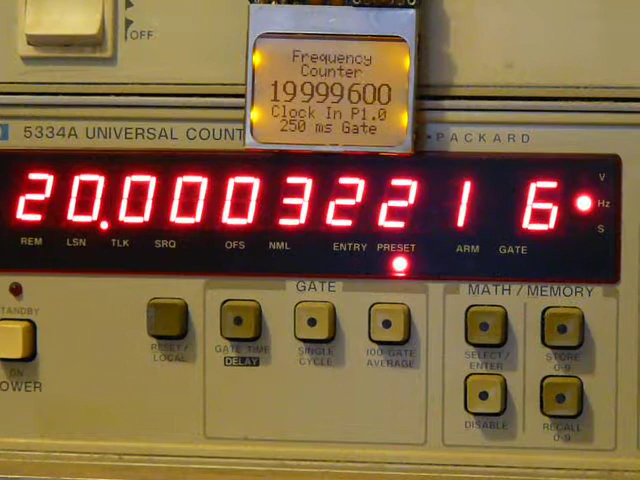 OFF
Frequency
Counter
19999600
Clock In P1.0
250 ms Gate
5334A UNIVERSAL COUNT
PACKARD
20.00032216
V
Hz
S
REM LSN TLK SRQ OFS NML ENTRY PRESET ARM GATE
GATE
MATH/MEMORY
STANDBY
RESET/
LOCAL
GATE TIME
DELAY
SINGLE
CYCLE
100 GATE
AVERAGE
SELECT/
ENTER
STORE
0-9
ON
POWER
DISABLE
RECALL
0-9